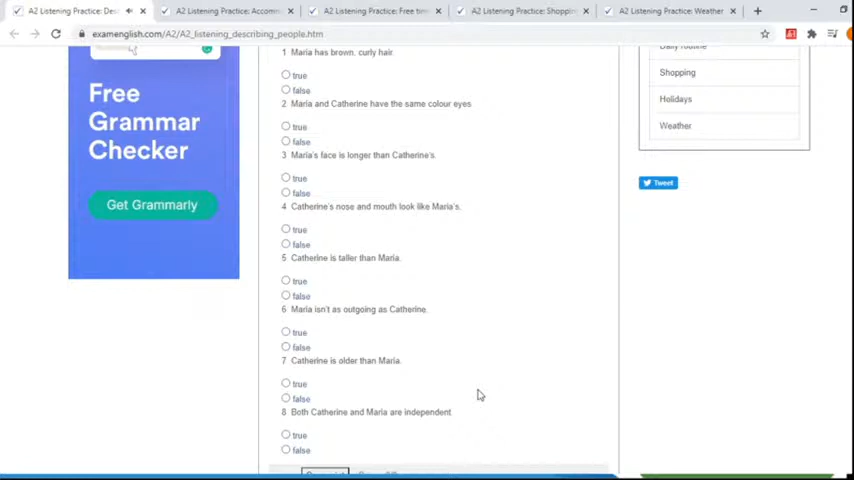 A2 Listening Practice: Des
A2 Listening Practice: Accomm
A2 Listening Practice: Free time
A2 Listening Practice: Shopping
A2 Listening Practice: Weather
examenglish.com/A2/A2_listening_describing_people.htm
Free
Grammar
Checker
Get Grammarly
1 Maria has brown, curly hair.
true
false
2 Maria and Catherine have the same colour eyes.
true
false
3 Maria's face is longer than Catherine's.
true
false
4 Catherine's nose and mouth look like Maria's.
true
false
5 Catherine is taller than Maria.
true
false
6 Maria isn't as outgoing as Catherine.
true
false
7 Catherine is older than Maria.
true
false
8 Both Catherine and Maria are independent.
true
false
Daily routine
Shopping
Holidays
Weather
Tweet